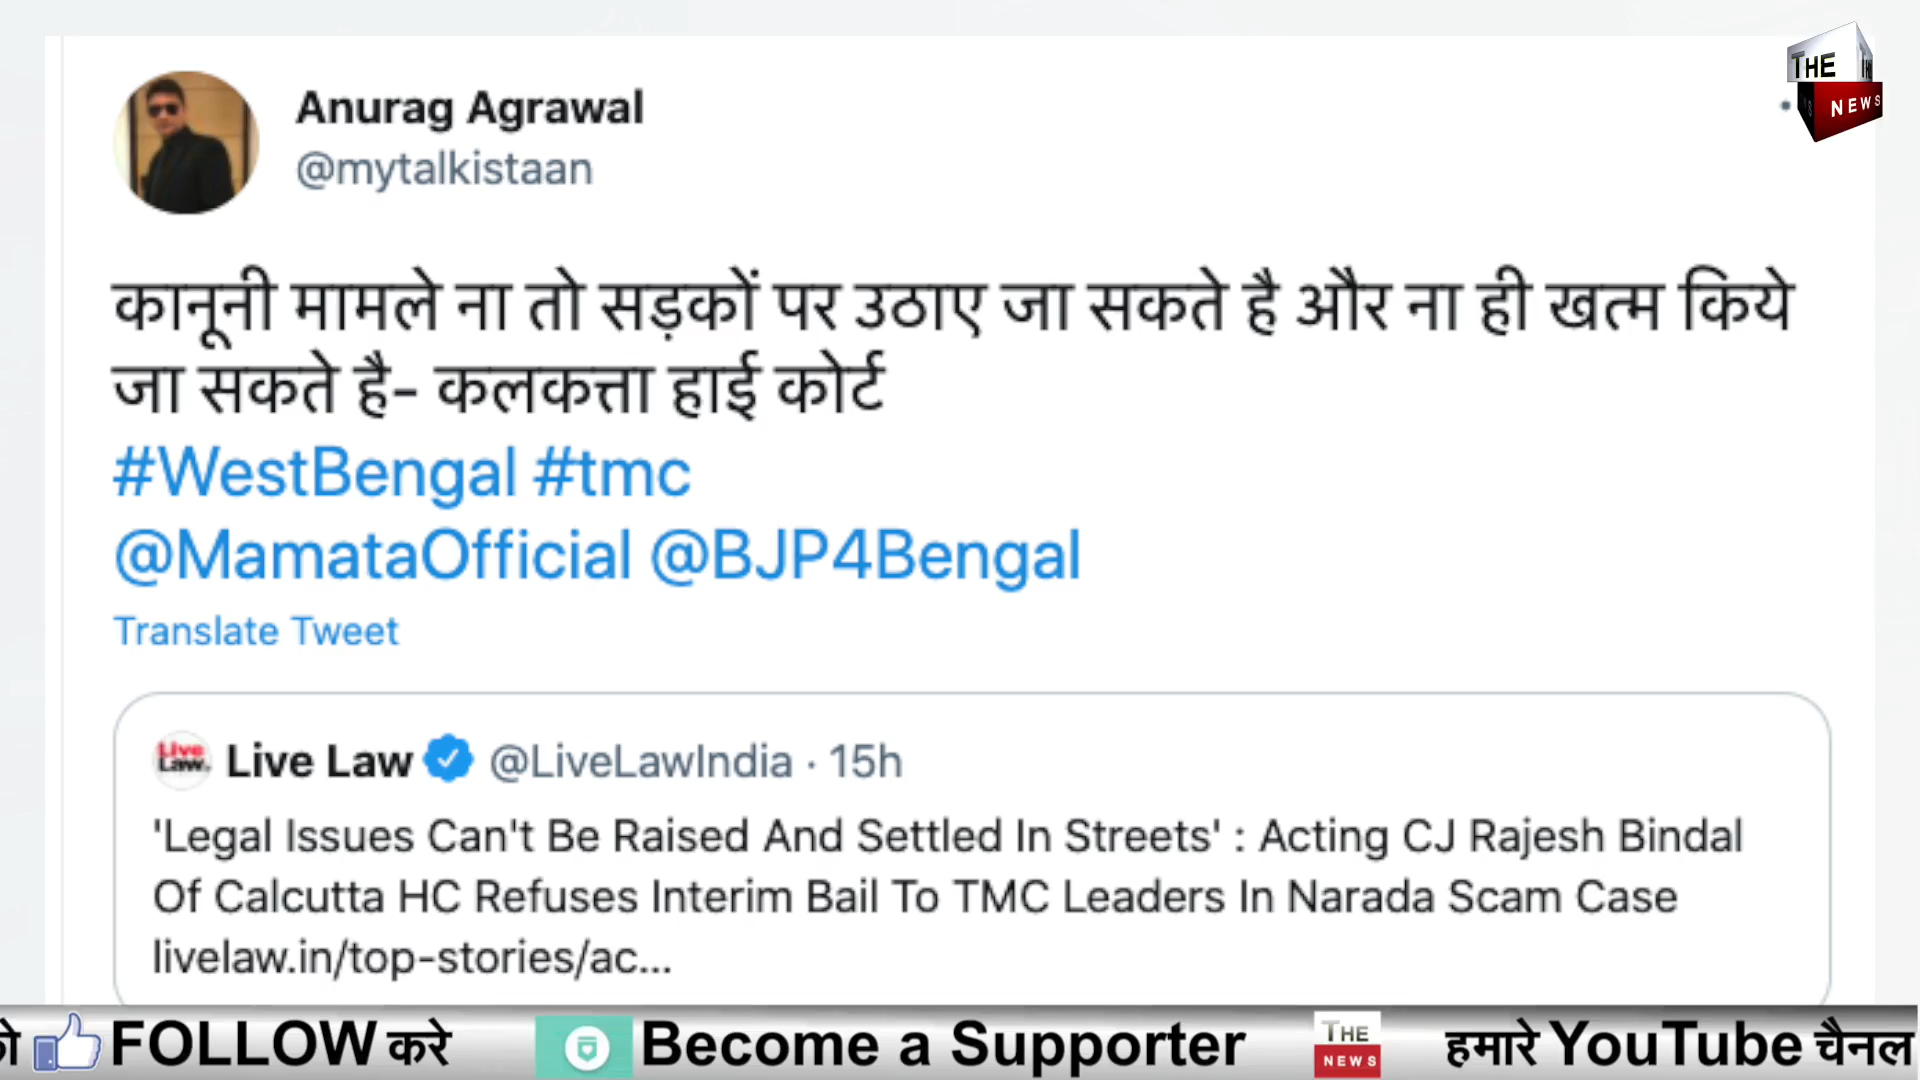 Anurag Agrawal
@mytalkistaan
THE
NEWS
कानूनी मामले ना तो सड़कों पर उठाए जा सकते है और ना ही खत्म किये
जा सकते है- कलकत्ता हाई कोर्ट
#WestBengal #tmc
@MamataOfficial @BJP4Bengal
Translate Tweet
Live Law.
Live Law @LiveLawIndia · 15h
'Legal Issues Can't Be Raised And Settled In Streets' : Acting CJ Rajesh Bindal
Of Calcutta HC Refuses Interim Bail To TMC Leaders In Narada Scam Case
livelaw.in/top-stories/ac...
FOLLOW करे Become a Supporter THE NEWS हमारे YouTube चैनल